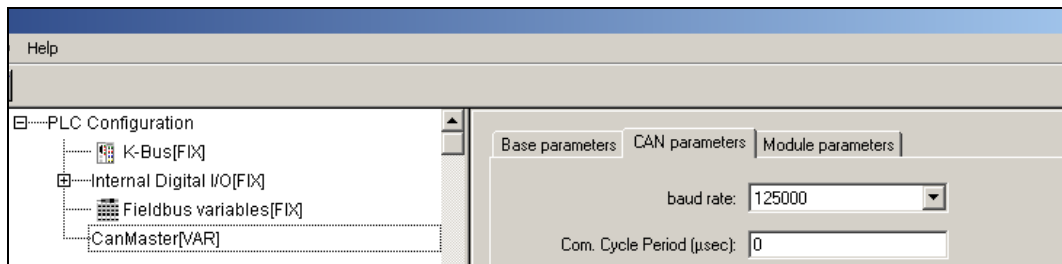 Help
PLC Configuration
K-Bus[FIX]
Internal Digital I/O[FIX]
Fieldbus variables[FIX]
CanMaster[VAR]
Base parameters CAN parameters Module parameters
baud rate: 125000
Com. Cycle Period (µsec): 0